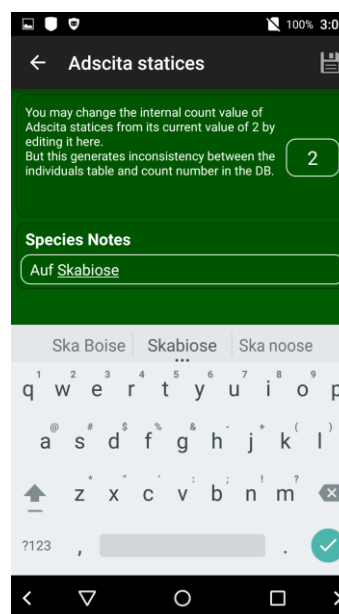 100% 3:0
Adscita statices
You may change the internal count value of
Adscita statices from its current value of 2 by
editing it here.
But this generates inconsistency between the
individuals table and count number in the DB.
2
Species Notes
Auf Skabiose
Ska Boise Skabiose Ska noose
1 2 3 4 5 6 7 8 9
q w e r t y u i o p
@ # $ % & - + ( )
a s d f g h j k l
* " ' : ; ! ?
z x c v b n m
?123 , .